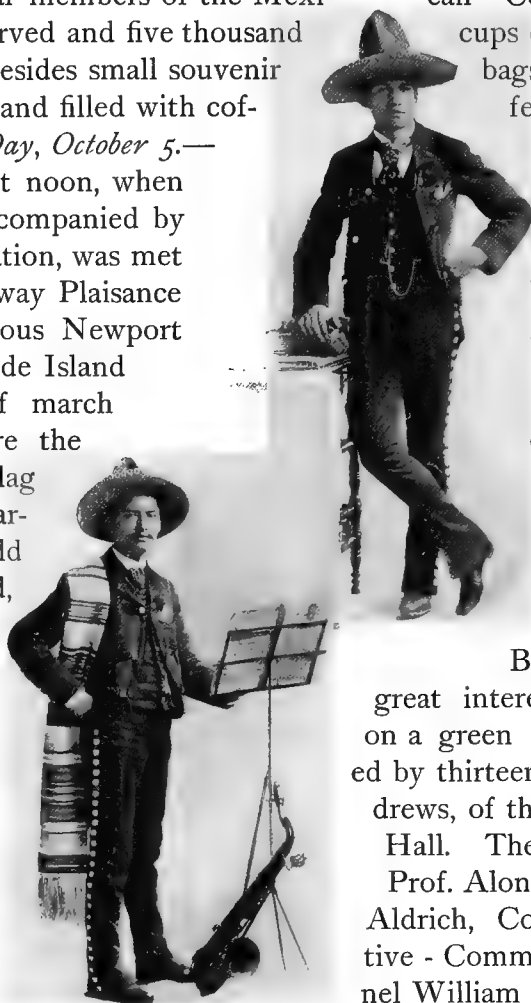 members of the Mexi- can
rved and five thousand cups
esides small souvenir bags
and filled with cof- fe
Day, October 5.—
t noon, when
companied by
ation, was met
way Plaisance
ous Newport
de Island
f march
re the
lag
ar-
ld
d,
B
great intere
on a green
ed by thirteen
drews, of th
Hall. The
Prof. Alon
Aldrich, Co
tive - Comm
nel William